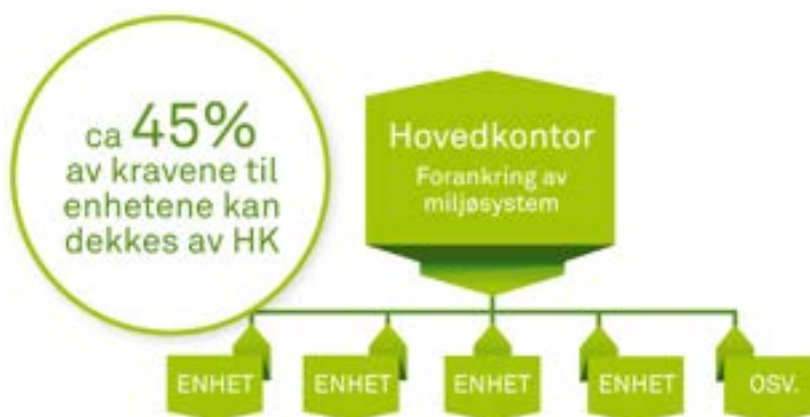 ca 45%
av kravene til
enhetene kan
dekkes av HK
Hovedkontor
Forankring av
miljøsystem
ENHET
ENHET
ENHET
ENHET
OSV.